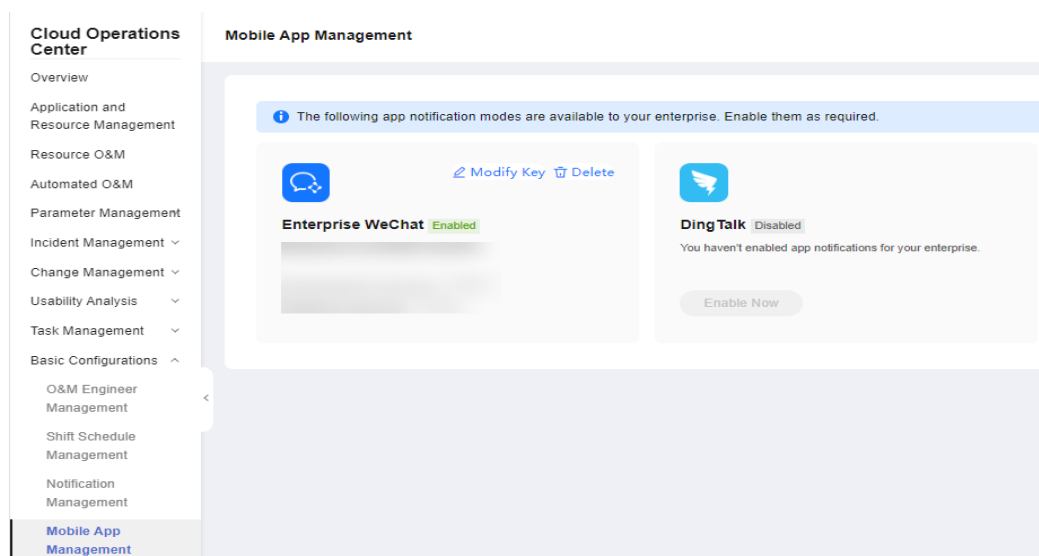 Cloud Operations
Center
Overview
Application and
Resource Management
Resource O&M
Automated O&M
Parameter Management
Incident Management
Change Management
Usability Analysis
Task Management
Basic Configurations
O&M Engineer
Management
Shift Schedule
Management
Notification
Management
Mobile App
Management
Mobile App Management
The following app notification modes are available to your enterprise. Enable them as required.
Modify Key Delete
Enterprise WeChat Enabled
DingTalk Disabled
You haven't enabled app notifications for your enterprise.
Enable Now